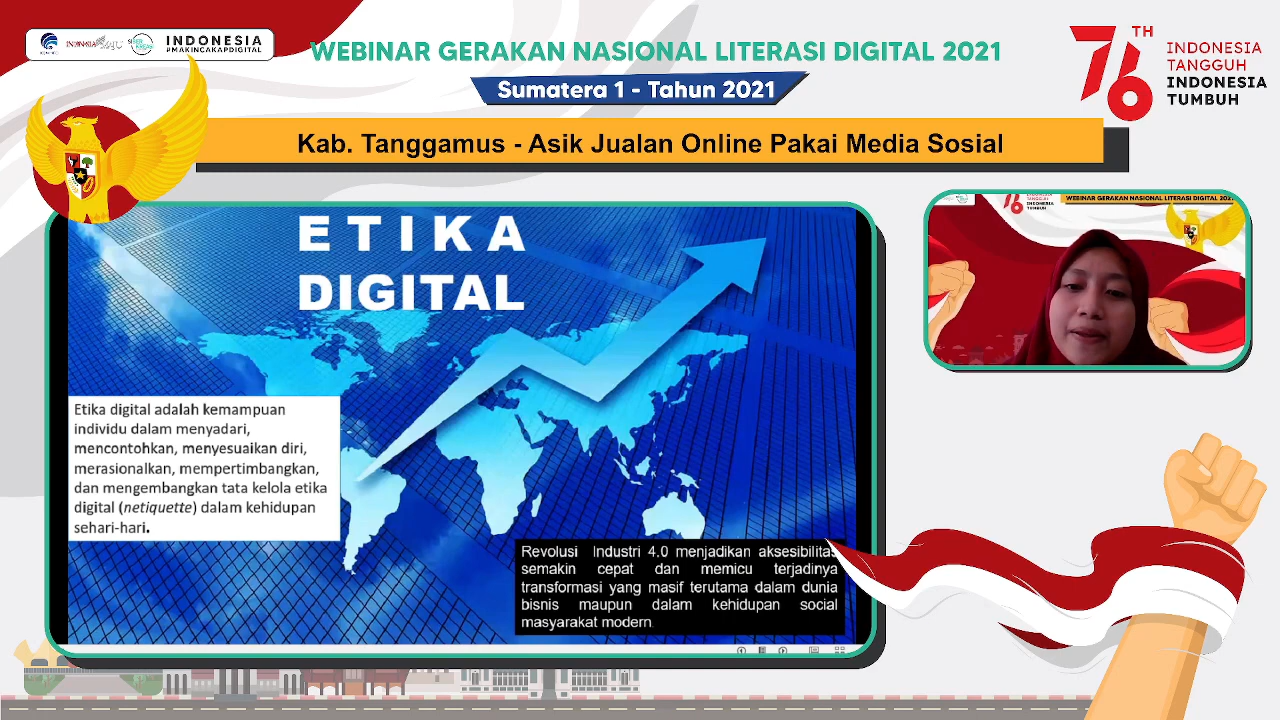 INDONESIA
#MAKINCAKAPDIGITAL
WEBINAR GERAKAN NASIONAL LITERASI DIGITAL 2021
Sumatera 1 - Tahun 2021
76TH
INDONESIA
TANGGUH
INDONESIA
TUMBUH
Kab. Tanggamus - Asik Jualan Online Pakai Media Sosial
ETIKA
DIGITAL
Etika digital adalah kemampuan
individu dalam menyadari,
mencontohkan, menyesuaikan diri,
merasionalkan, mempertimbangkan,
dan mengembangkan tata kelola etika
digital (netiquette) dalam kehidupan
sehari-hari.
Revolusi Industri 4.0 menjadikan aksesibilitas
semakin cepat dan memicu terjadinya
transformasi yang masif terutama dalam dunia
bisnis maupun dalam kehidupan social
masyarakat modern
76
INDONESIA
TUMBUH
WEBINAR GERAKAN NASIONAL LITERASI DIGITAL 2021